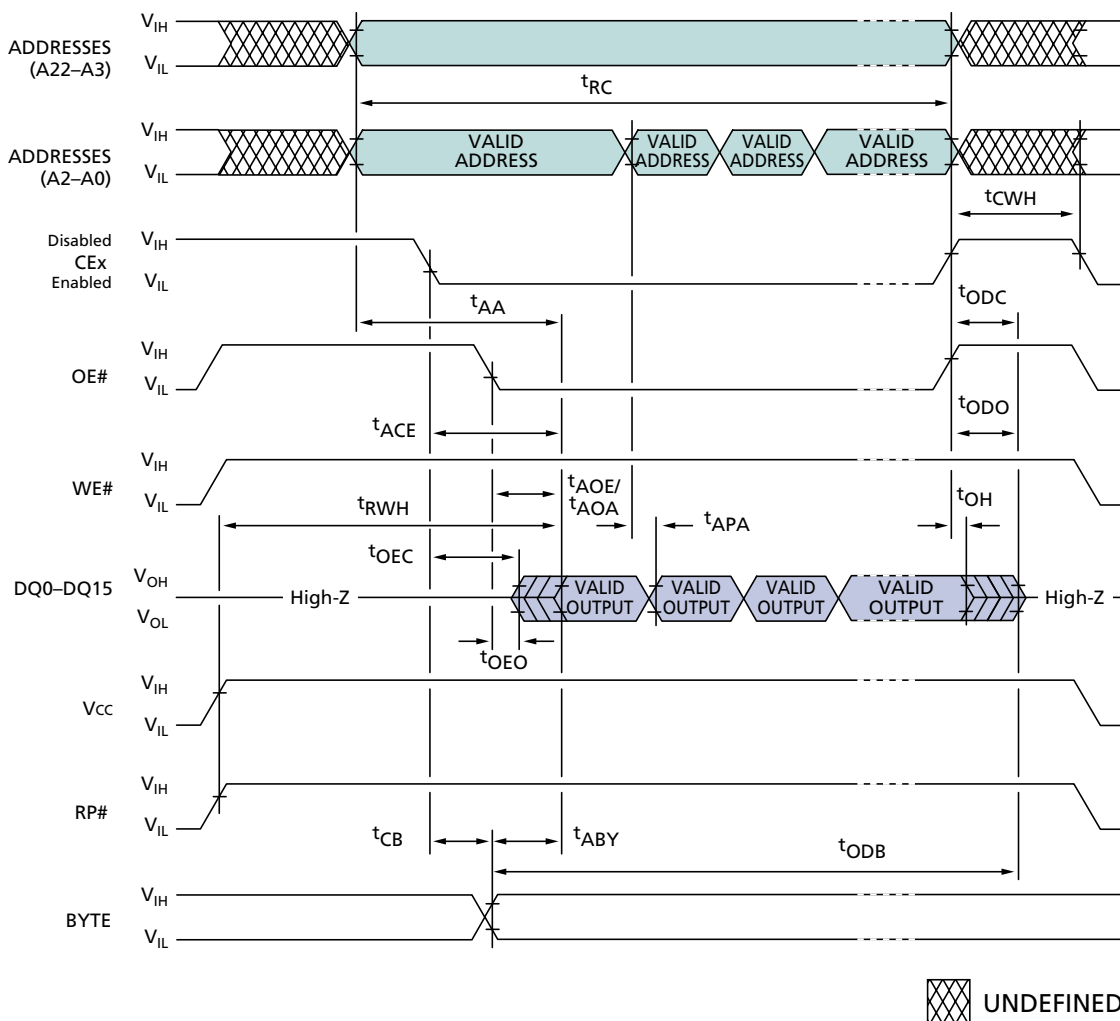 ADDRESSES
(A22–A3)
VIH
VIL
tRC
ADDRESSES
(A2–A0)
VIH
VIL
VALID
ADDRESS
VALID
ADDRESS
VALID
ADDRESS
VALID
ADDRESS
tCWH
Disabled
CEx
Enabled
VIH
VIL
tAA
tODC
OE#
VIH
VIL
tACE
tODO
WE#
VIH
VIL
tRWH
tAOE/
tAOA
tAPA
tOH
tOEC
DQ0–DQ15
VOH
VOL
High-Z
VALID
OUTPUT
VALID
OUTPUT
VALID
OUTPUT
VALID
OUTPUT
High-Z
tOEO
VCC
VIH
VIL
RP#
VIH
VIL
tCB
tABY
tODB
BYTE
VIH
VIL
UNDEFINED